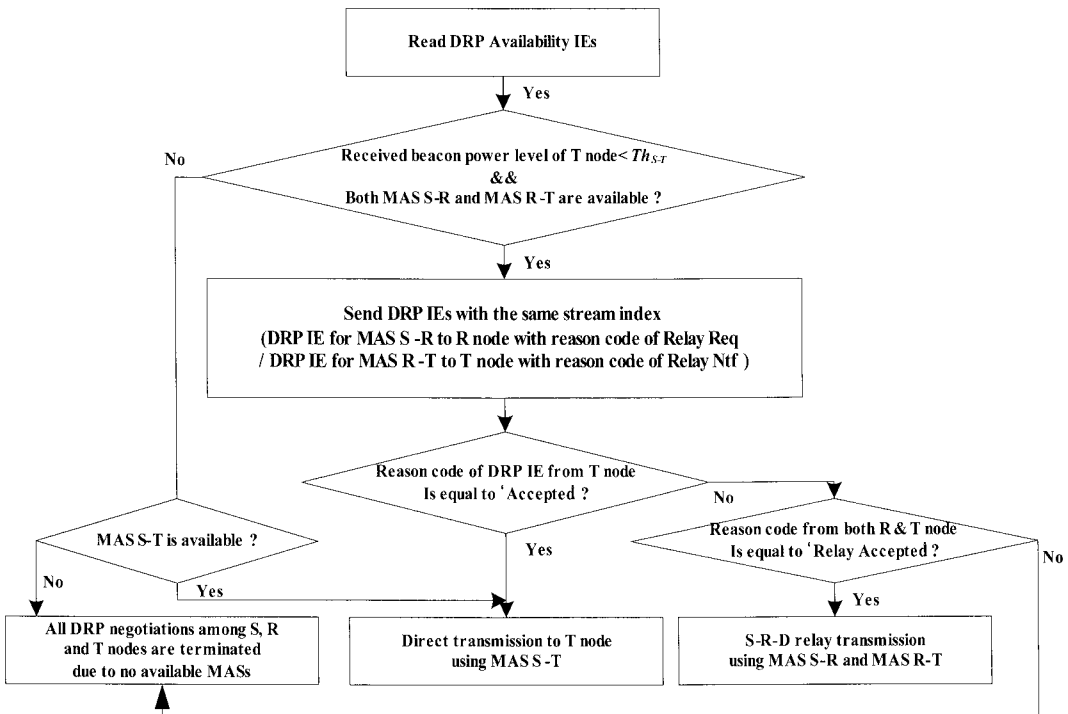 Read DRP Availability IEs
Yes
No
Received beacon power level of T node< Th_S-T
&&
Both MAS S-R and MAS R-T are available ?
Yes
Send DRP IEs with the same stream index
(DRP IE for MAS S-R to R node with reason code of Relay Req
/ DRP IE for MAS R-T to T node with reason code of Relay Ntf )
Reason code of DRP IE from T node
Is equal to ‘Accepted ?
No
Reason code from both R & T node
Is equal to ‘Relay Accepted ?
No
MAS S-T is available ?
Yes
No
Yes
Yes
All DRP negotiations among S, R
and T nodes are terminated
due to no available MASs
Direct transmission to T node
using MAS S-T
S-R-D relay transmission
using MAS S-R and MAS R-T